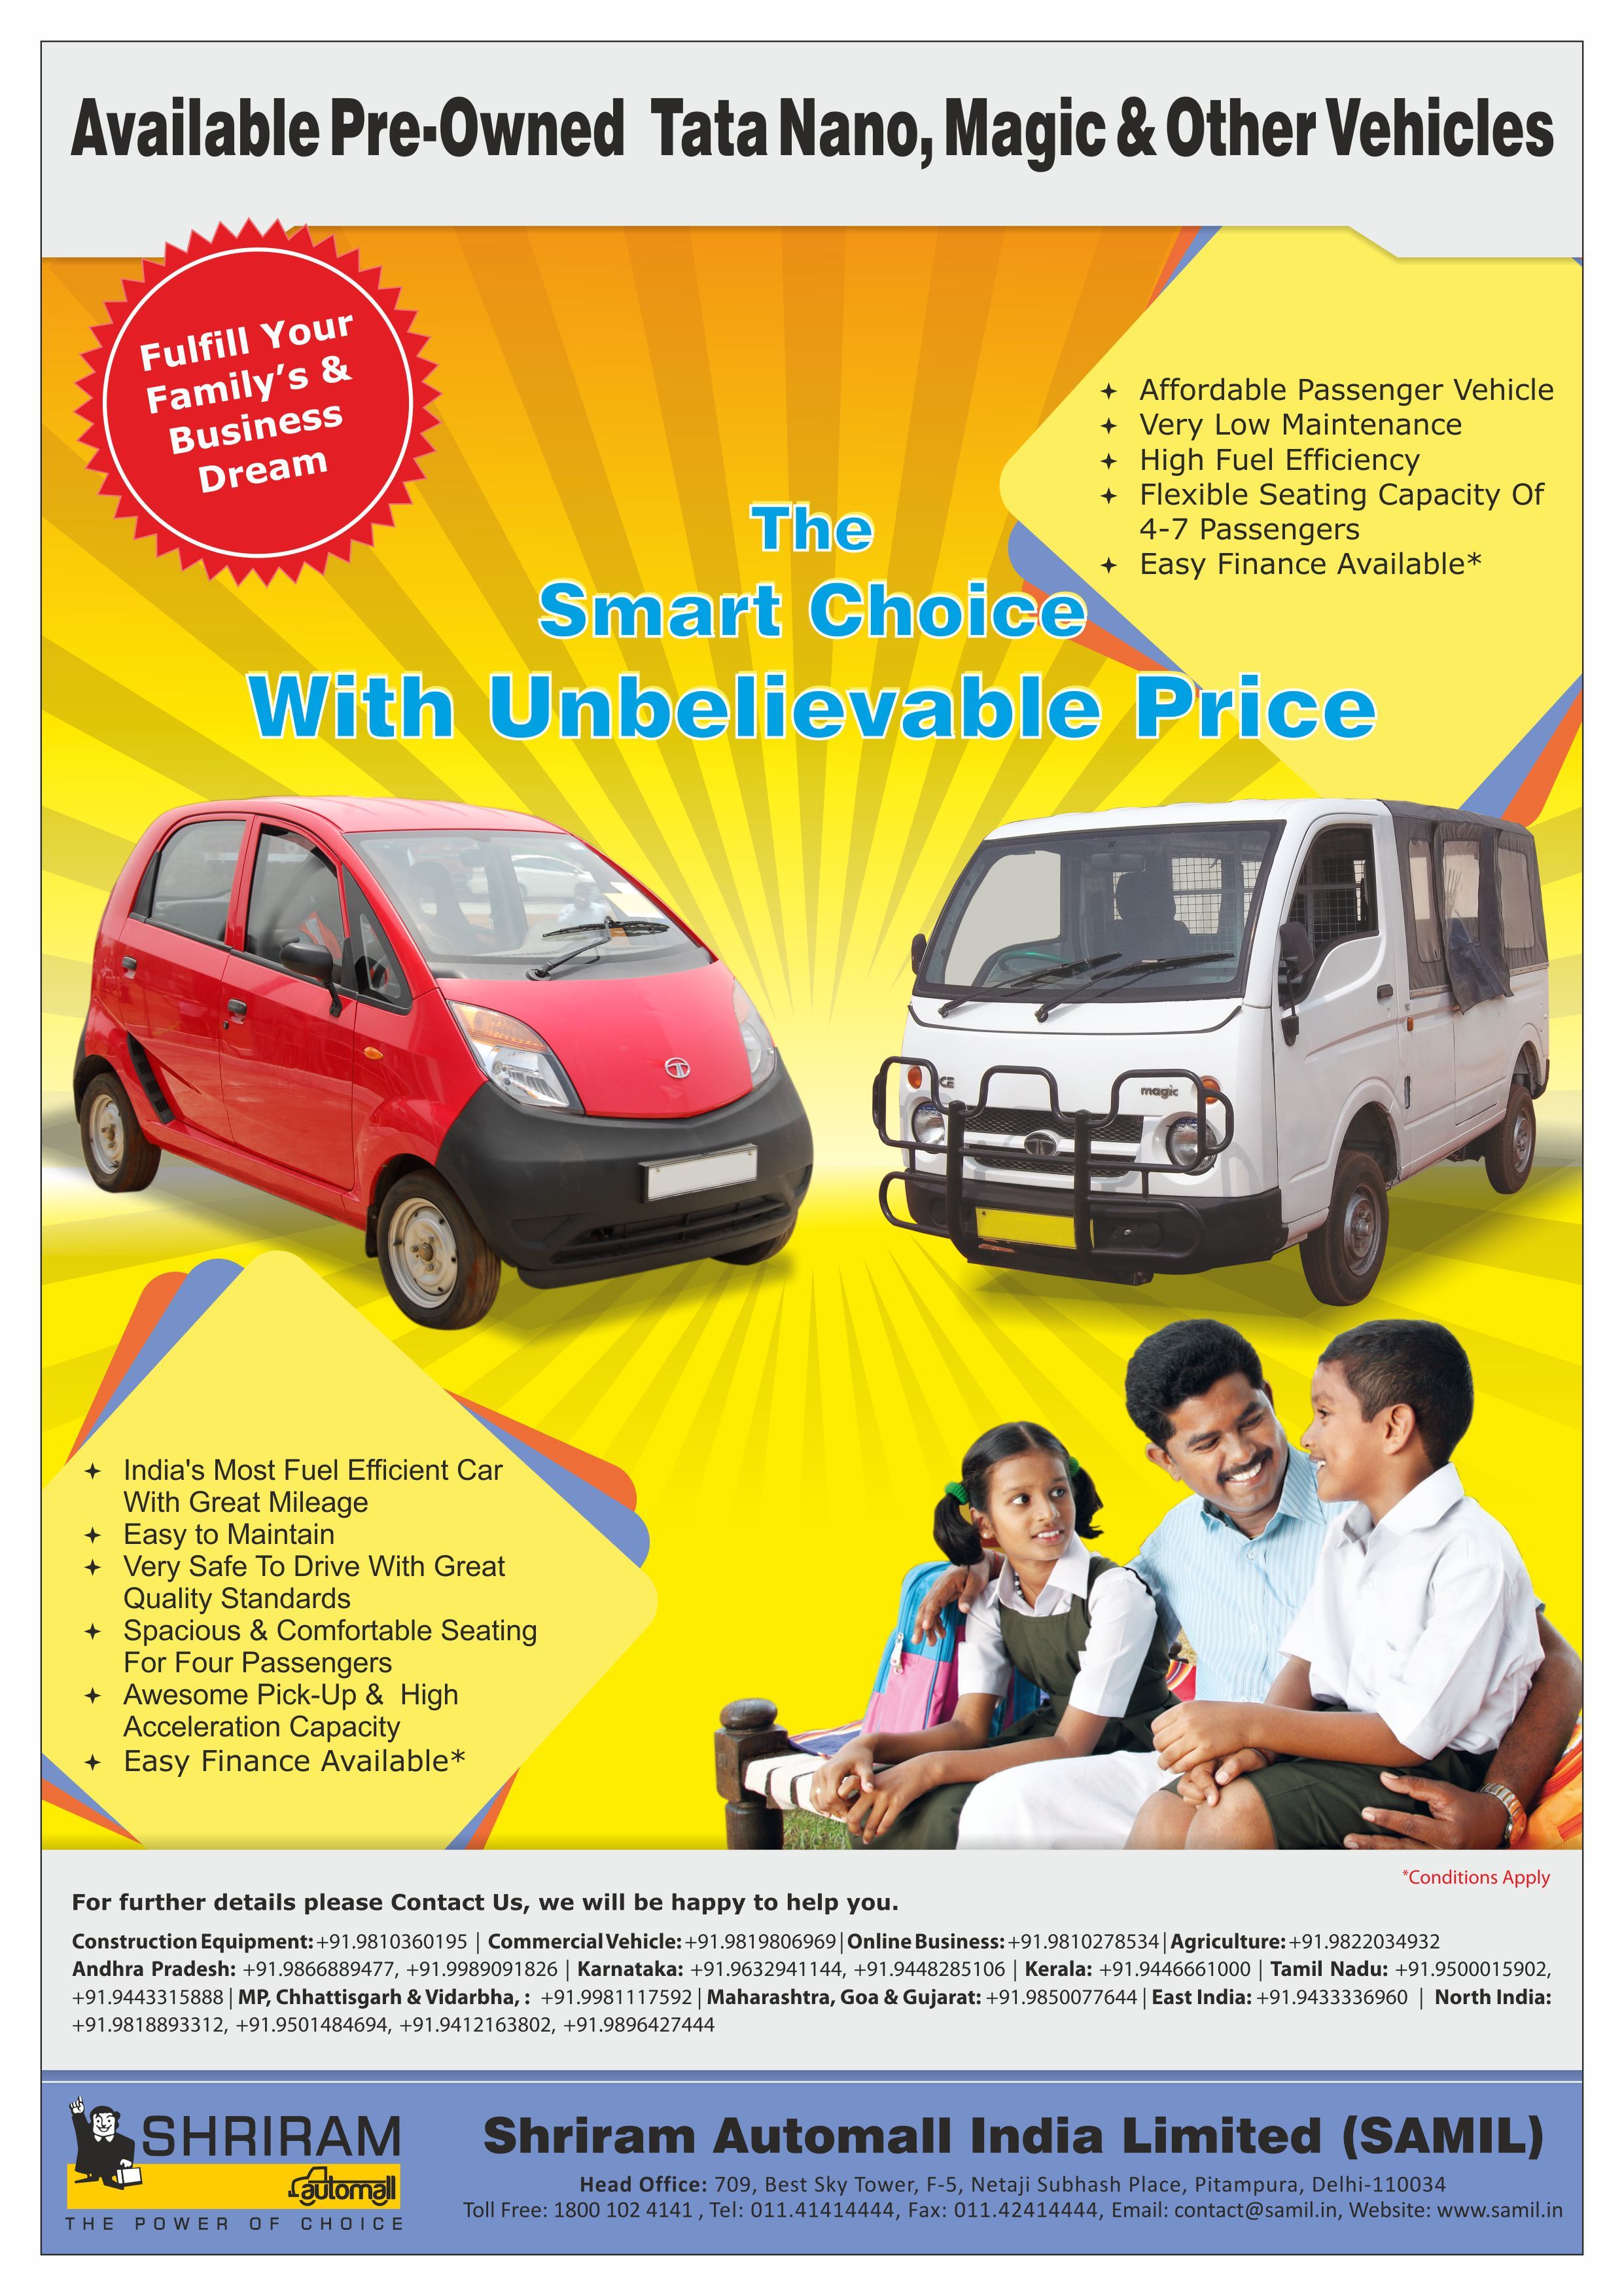 Available Pre-Owned Tata Nano, Magic & Other Vehicles
Fulfill Your
Family's &
Business
Dream
✦ Affordable Passenger Vehicle
✦ Very Low Maintenance
✦ High Fuel Efficiency
✦ Flexible Seating Capacity Of
4-7 Passengers
✦ Easy Finance Available*
The
Smart Choice
With Unbelievable Price
CE
magic
✦ India's Most Fuel Efficient Car
With Great Mileage
✦ Easy to Maintain
✦ Very Safe To Drive With Great
Quality Standards
✦ Spacious & Comfortable Seating
For Four Passengers
✦ Awesome Pick-Up & High
Acceleration Capacity
✦ Easy Finance Available*
*Conditions Apply
For further details please Contact Us, we will be happy to help you.
Construction Equipment: +91.9810360195 | Commercial Vehicle: +91.9819806969 | Online Business: +91.9810278534 | Agriculture: +91.9822034932
Andhra Pradesh: +91.9866889477, +91.9989091826 | Karnataka: +91.9632941144, +91.9448285106 | Kerala: +91.9446661000 | Tamil Nadu: +91.9500015902,
+91.9443315888 | MP, Chhattisgarh & Vidarbha, : +91.9981117592 | Maharashtra, Goa & Gujarat: +91.9850077644 | East India: +91.9433336960 | North India:
+91.9818893312, +91.9501484694, +91.9412163802, +91.9896427444
SHRIRAM
automall
THE POWER OF CHOICE
Shriram Automall India Limited (SAMIL)
Head Office: 709, Best Sky Tower, F-5, Netaji Subhash Place, Pitampura, Delhi-110034
Toll Free: 1800 102 4141 , Tel: 011.41414444, Fax: 011.42414444, Email: contact@samil.in, Website: www.samil.in